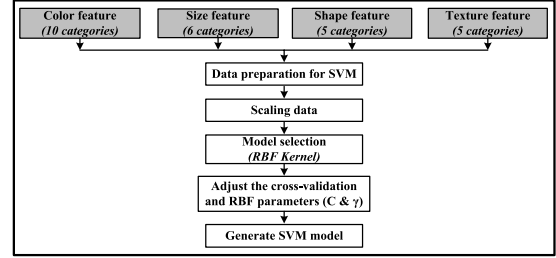 Color feature
(10 categories)
Size feature
(6 categories)
Shape feature
(5 categories)
Texture feature
(5 categories)
Data preparation for SVM
Scaling data
Model selection
(RBF Kernel)
Adjust the cross-validation
and RBF parameters (C & γ)
Generate SVM model